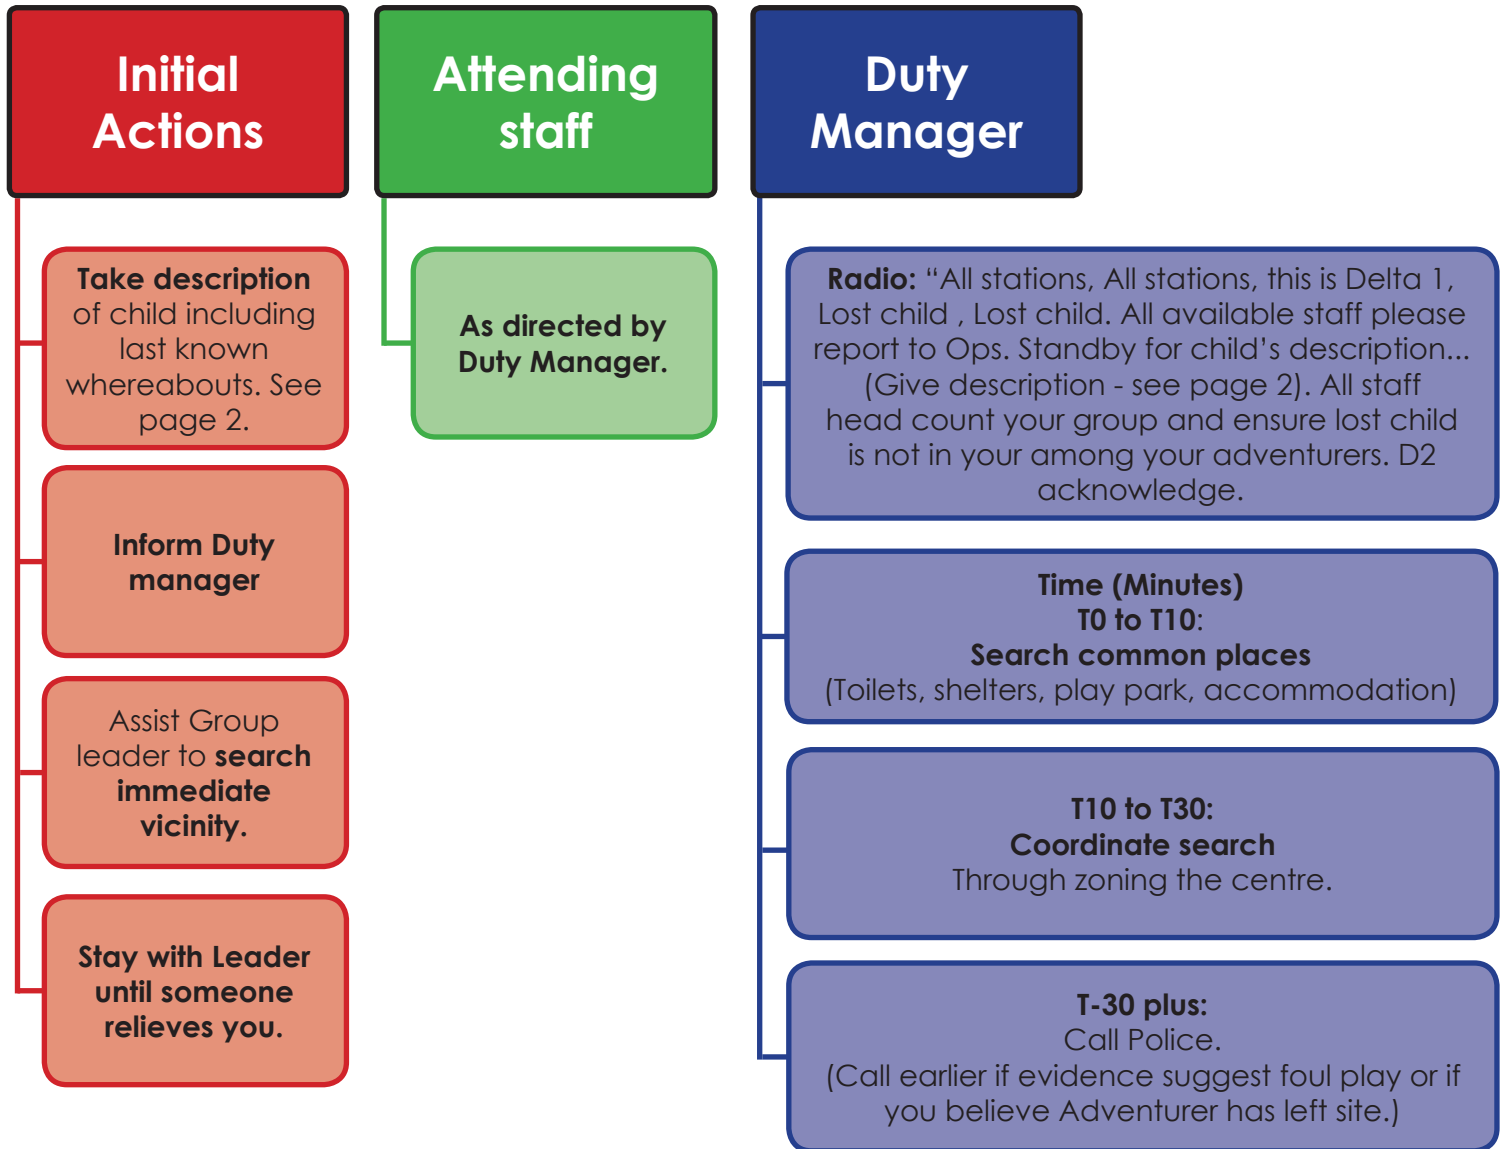 Initial
Actions
Take description
of child including
last known
whereabouts. See
page 2.
Inform Duty
manager
Assist Group
leader to search
immediate
vicinity.
Stay with Leader
until someone
relieves you.
Attending
staff
As directed by
Duty Manager.
Duty
Manager
Radio: “All stations, All stations, this is Delta 1,
Lost child , Lost child. All available staff please
report to Ops. Standby for child’s description...
(Give description - see page 2). All staff
head count your group and ensure lost child
is not in your among your adventurers. D2
acknowledge.
Time (Minutes)
T0 to T10:
Search common places
(Toilets, shelters, play park, accommodation)
T10 to T30:
Coordinate search
Through zoning the centre.
T-30 plus:
Call Police.
(Call earlier if evidence suggest foul play or if
you believe Adventurer has left site.)